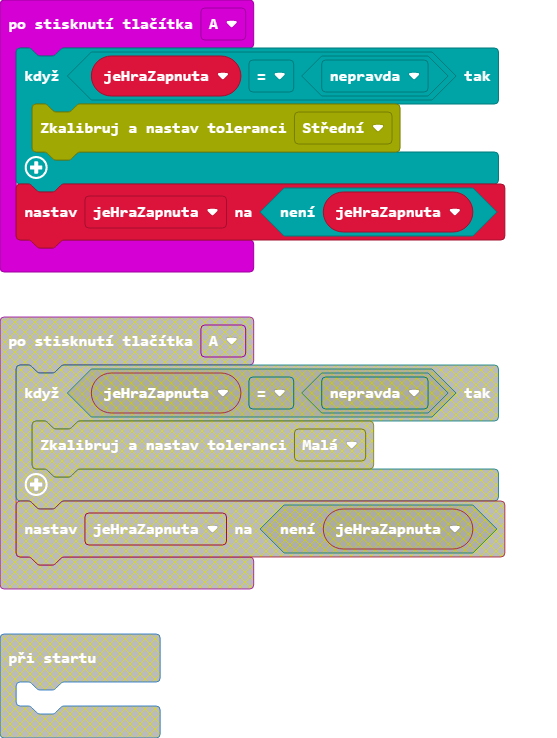 po stisknutí tlačítka A
když jeHraZapnuta = nepravda tak
Zkalibruj a nastav toleranci Střední
nastav jeHraZapnuta na není jeHraZapnuta
po stisknutí tlačítka A
když jeHraZapnuta = nepravda tak
Zkalibruj a nastav toleranci Malá
nastav jeHraZapnuta na není jeHraZapnuta
při startu